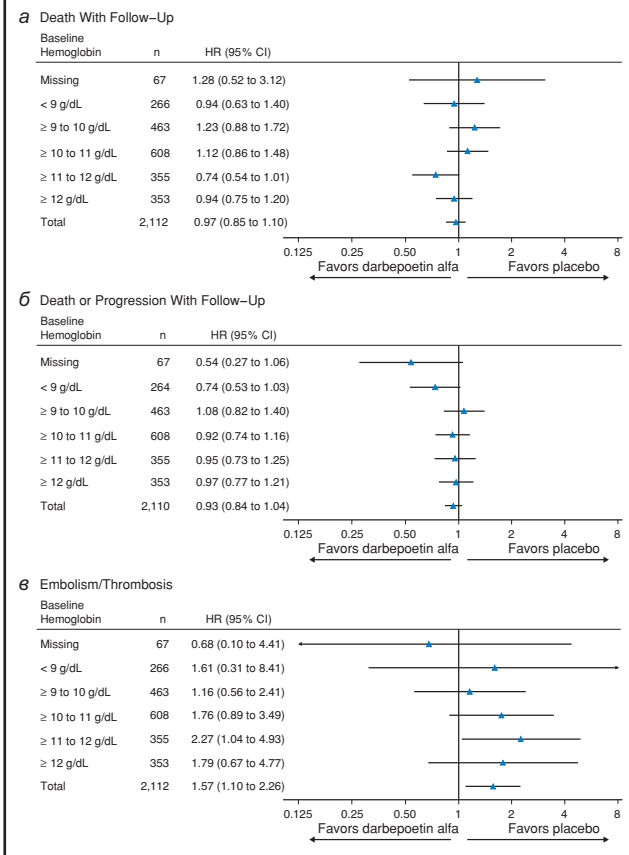 а Death With Follow–Up
Baseline
Hemoglobin n HR (95% CI)
Missing 67 1.28 (0.52 to 3.12)
< 9 g/dL 266 0.94 (0.63 to 1.40)
≥ 9 to 10 g/dL 463 1.23 (0.88 to 1.72)
≥ 10 to 11 g/dL 608 1.12 (0.86 to 1.48)
≥ 11 to 12 g/dL 355 0.74 (0.54 to 1.01)
≥ 12 g/dL 353 0.94 (0.75 to 1.20)
Total 2,112 0.97 (0.85 to 1.10)
0.125 0.25 0.50 1 2 4 8
Favors darbepoetin alfa Favors placebo
б Death or Progression With Follow–Up
Baseline
Hemoglobin n HR (95% CI)
Missing 67 0.54 (0.27 to 1.06)
< 9 g/dL 264 0.74 (0.53 to 1.03)
≥ 9 to 10 g/dL 463 1.08 (0.82 to 1.40)
≥ 10 to 11 g/dL 608 0.92 (0.74 to 1.16)
≥ 11 to 12 g/dL 355 0.95 (0.73 to 1.25)
≥ 12 g/dL 353 0.97 (0.77 to 1.21)
Total 2,110 0.93 (0.84 to 1.04)
0.125 0.25 0.50 1 2 4 8
Favors darbepoetin alfa Favors placebo
в Embolism/Thrombosis
Baseline
Hemoglobin n HR (95% CI)
Missing 67 0.68 (0.10 to 4.41)
< 9 g/dL 266 1.61 (0.31 to 8.41)
≥ 9 to 10 g/dL 463 1.16 (0.56 to 2.41)
≥ 10 to 11 g/dL 608 1.76 (0.89 to 3.49)
≥ 11 to 12 g/dL 355 2.27 (1.04 to 4.93)
≥ 12 g/dL 353 1.79 (0.67 to 4.77)
Total 2,112 1.57 (1.10 to 2.26)
0.125 0.25 0.50 1 2 4 8
Favors darbepoetin alfa Favors placebo